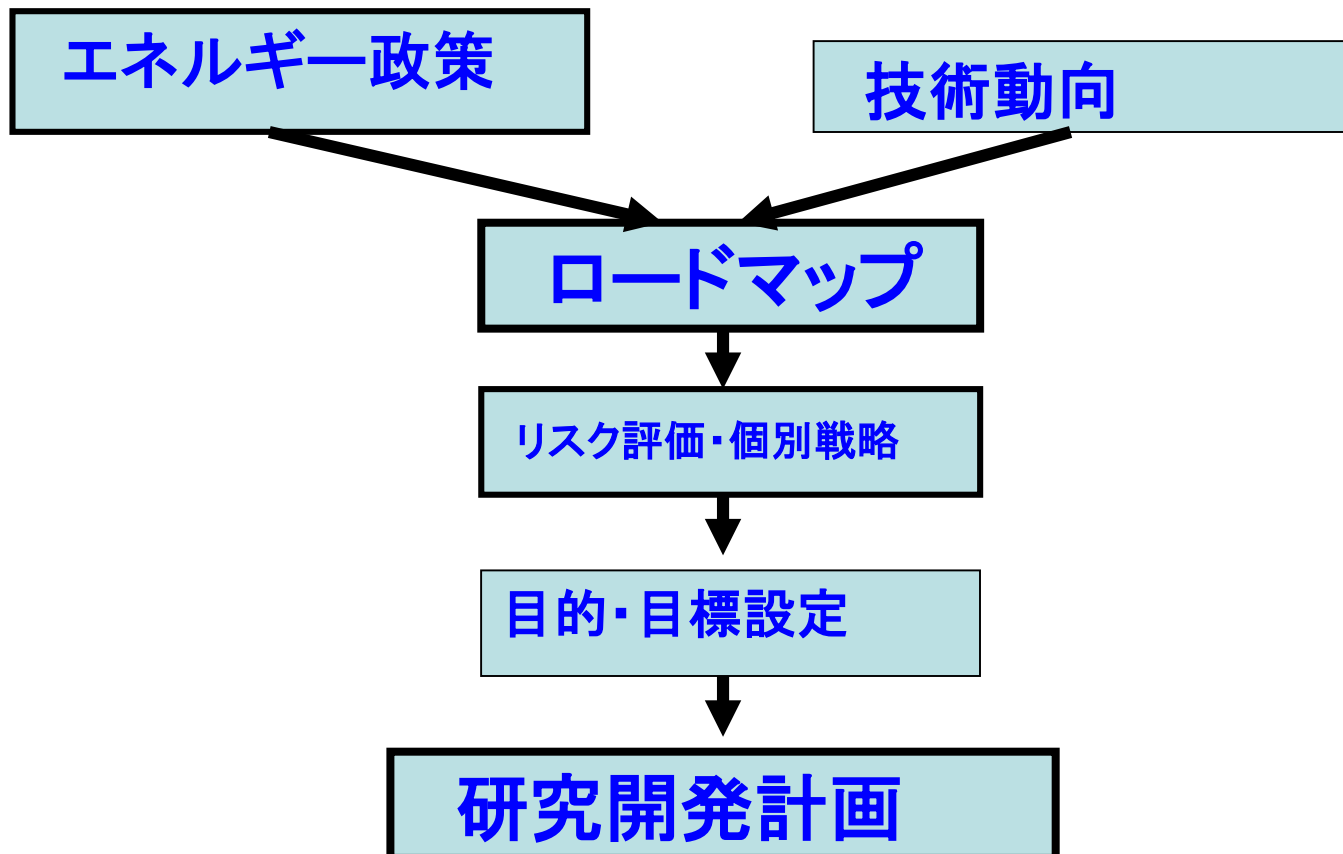 エネルギー政策
技術動向
ロードマップ
リスク評価・個別戦略
目的・目標設定
研究開発計画